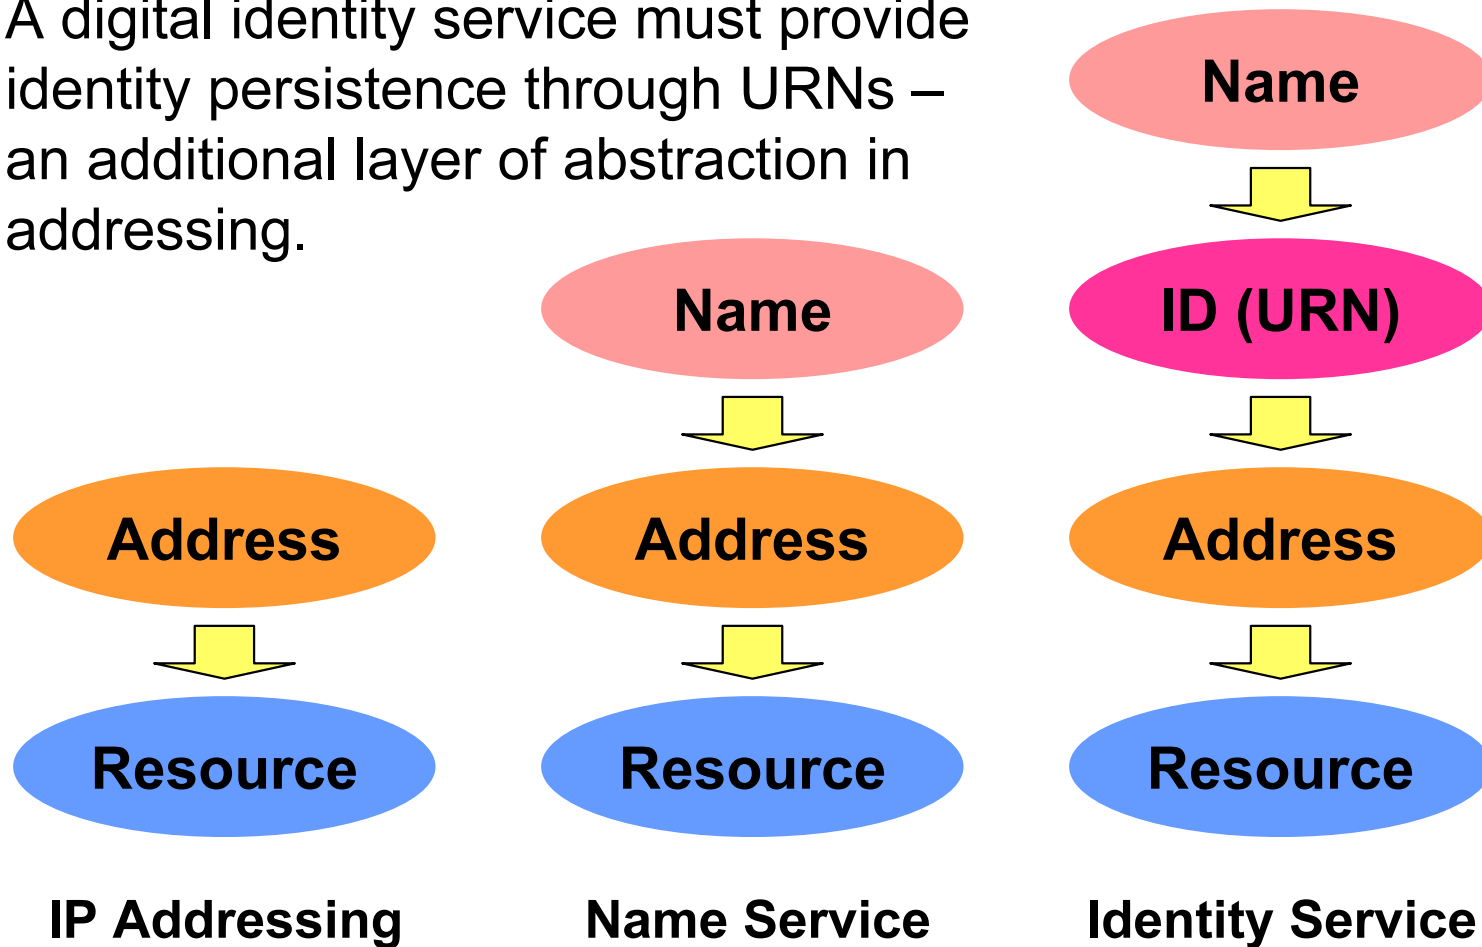 A digital identity service must provide
identity persistence through URNs –
an additional layer of abstraction in
addressing.
Name
Name
ID (URN)
Address
Address
Address
Resource
Resource
Resource
IP Addressing
Name Service
Identity Service